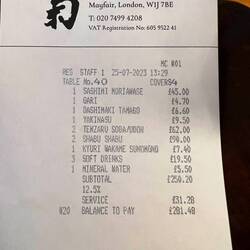 菊
Mayfair, London, W1J 7BE
T: 020 7499 4208
VAT Registration No: 605 9522 41
MC #01
REG STAFF 1 25-07-2023 13:29
TABLE No.40 COVERS4
1 SASHIMI MORIAWASE £45.00
1 GARI £4.70
1 DASHIMAKI TAMAGO £6.60
1 YAKINASU £9.50
2 TENZARU SOBA/UDON £62.00
2 SHABU SHABU £90.00
1 KYURI WAKAME SUNOMONO £7.40
3 SOFT DRINKS £19.50
1 MINERAL WATER £5.50
SUBTOTAL £250.20
12.5%
SERVICE £31.28
#20 BALANCE TO PAY £281.48